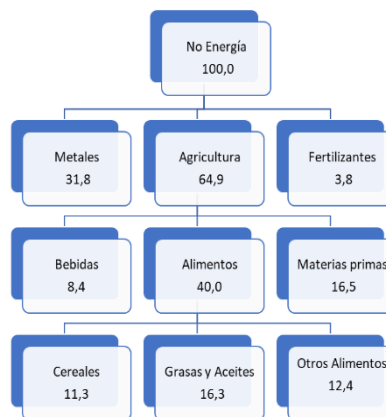 No Energía
100,0
Metales
31,8
Agricultura
64,9
Fertilizantes
3,8
Bebidas
8,4
Alimentos
40,0
Materias primas
16,5
Cereales
11,3
Grasas y Aceites
16,3
Otros Alimentos
12,4